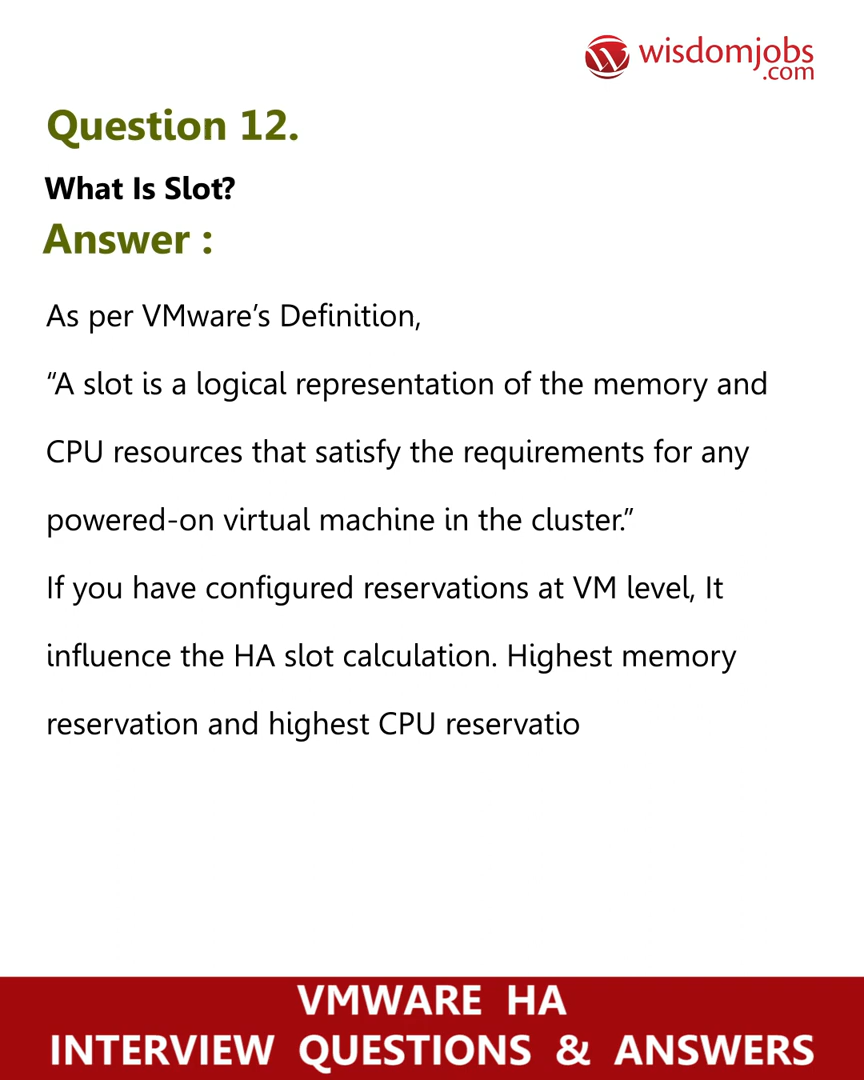 wisdomjobs
.com
Question 12.
What Is Slot?
Answer :
As per VMware’s Definition,
“A slot is a logical representation of the memory and
CPU resources that satisfy the requirements for any
powered-on virtual machine in the cluster.”
If you have configured reservations at VM level, It
influence the HA slot calculation. Highest memory
reservation and highest CPU reservatio
VMWARE HA
INTERVIEW QUESTIONS & ANSWERS